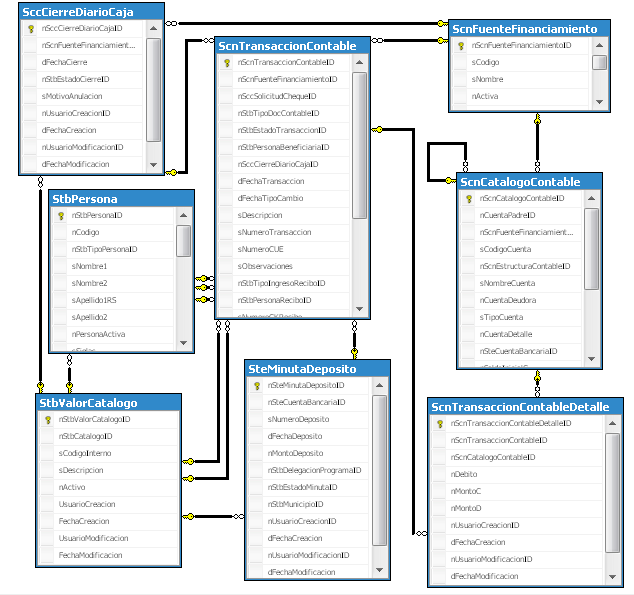 SccCierreDiarioCaja
nSccCierreDiarioCajaID
nScnFuenteFinanciamient...
dFechaCierre
nStbEstadoCierreID
sMotivoAnulacion
nUsuarioCreacionID
dFechaCreacion
nUsuarioModificacionID
dFechaModificacion
ScnTransaccionContable
nScnTransaccionContableID
nScnFuenteFinanciamientoID
nSccSolicitudChequeID
nStbTipoDocContableID
nStbEstadoTransaccionID
nStbPersonaBeneficiariaID
nSccCierreDiarioCajaID
dFechaTransaccion
dFechaTipoCambio
sDescripcion
sNumeroTransaccion
sNumeroCUE
sObservaciones
nStbTipoIngresoReciboID
nStbPersonaReciboID
ScnFuenteFinanciamiento
nScnFuenteFinanciamientoID
sCodigo
sNombre
nActiva
StbPersona
nStbPersonaID
nCodigo
nStbTipoPersonaID
sNombre1
sNombre2
sApellido1RS
sApellido2
nPersonaActiva
sSiglas
ScnCatalogoContable
nScnCatalogoContableID
nCuentaPadreID
nScnFuenteFinanciamient...
sCodigoCuenta
nScnEstructuraContableID
sNombreCuenta
nCuentaDeudora
sTipoCuenta
nCuentaDetalle
nSteCuentaBancariaID
StbValorCatalogo
nStbValorCatalogoID
nStbCatalogoID
sCodigoInterno
sDescripcion
nActivo
UsuarioCreacion
FechaCreacion
UsuarioModificacion
FechaModificacion
SteMinutaDeposito
nSteMinutaDepositoID
nSteCuentaBancariaID
sNumeroDeposito
dFechaDeposito
nMontoDeposito
nStbDelegacionProgramaID
nStbEstadoMinutaID
nStbMunicipioID
nUsuarioCreacionID
dFechaCreacion
nUsuarioModificacionID
dFechaModificacion
ScnTransaccionContableDetalle
nScnTransaccionContableDetalleID
nScnTransaccionContableID
nScnCatalogoContableID
nDebito
nMontoC
nMontoD
nUsuarioCreacionID
dFechaCreacion
nUsuarioModificacionID
dFechaModificacion